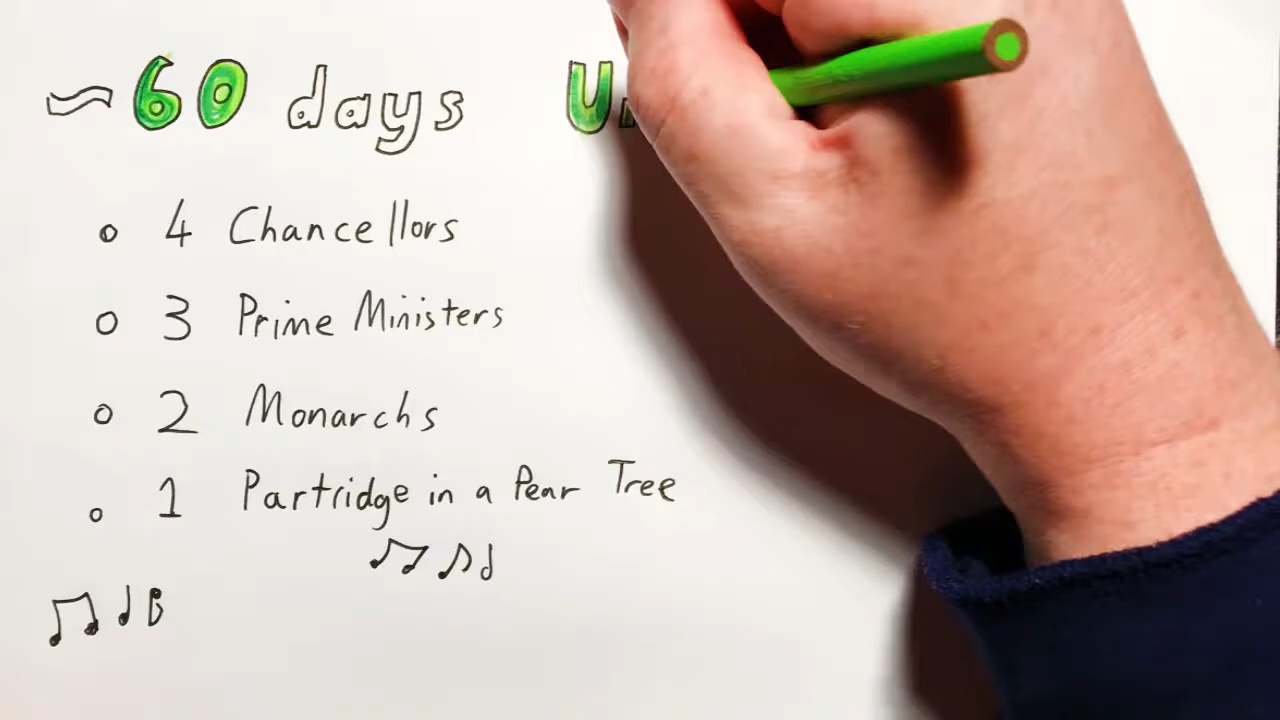 ~60 days U
○ 4 Chancellors
○ 3 Prime Ministers
○ 2 Monarchs
○ 1 Partridge in a Pear Tree